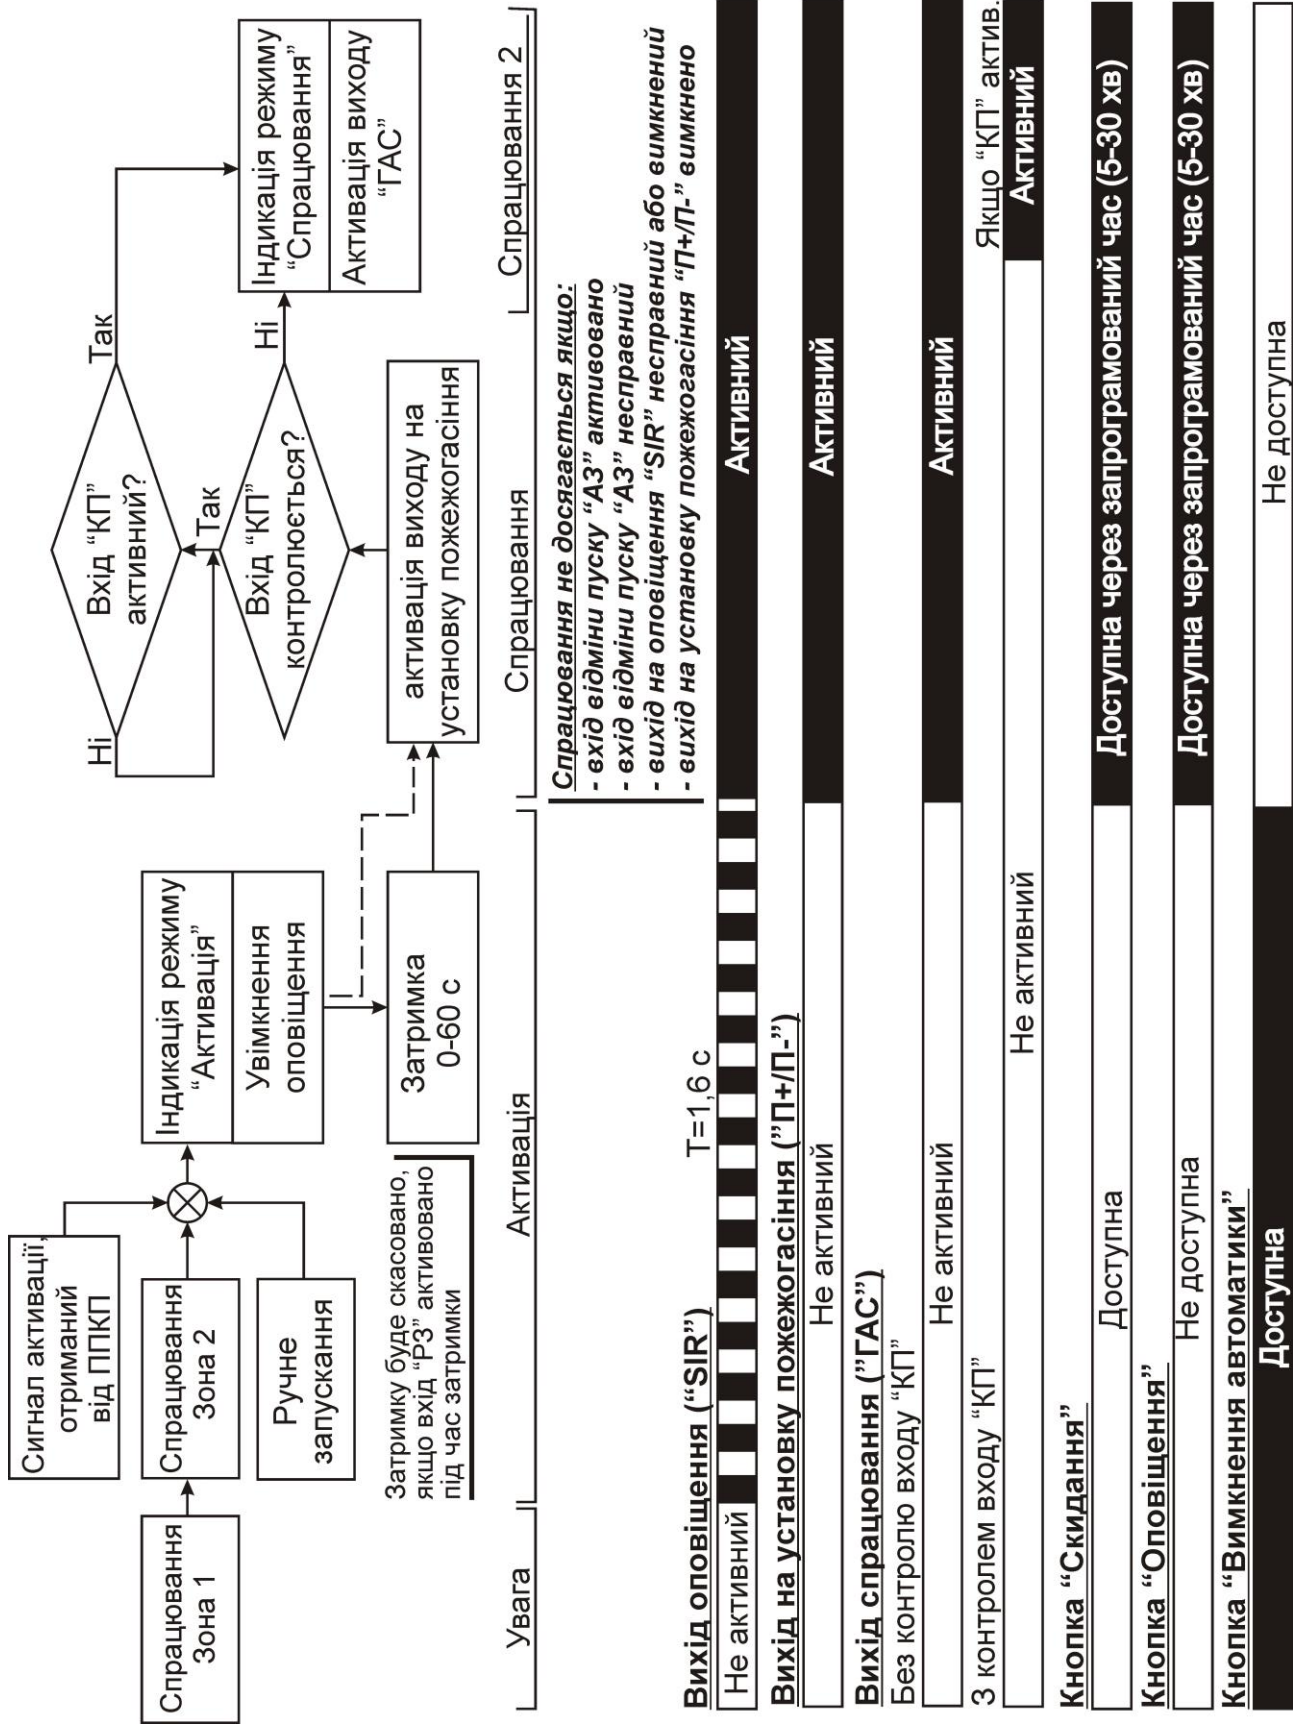 Сигнал активації,
отриманий
від ППКП
Спрацювання
Зона 1
Спрацювання
Зона 2
Ручне
запускання
Індикація режиму
“Активація”
Увімкнення
оповіщення
Затримка
0-60 с
Затримку буде скасовано,
якщо вхід “РЗ” активовано
під час затримки
Ні
Вхід “КП”
активний?
Так
Так
Вхід “КП”
контролюється?
Ні
активація виходу на
установку пожежогасіння
Індикація режиму
“Спрацювання”
Активація виходу
“ГАС”
Увага
Активація
Спрацювання
Спрацювання 2
Спрацювання не досягається якщо:
- вхід відміни пуску “АЗ” активовано
- вхід відміни пуску “АЗ” несправний
- вихід на оповіщення “SIR” несправний або вимкнений
- вихід на установку пожежогасіння “П+/П-” вимкнено
Вихід оповіщення (“SIR”)
T=1,6 с
Не активний
Активний
Вихід на установку пожежогасіння (”П+/П-”)
Не активний
Активний
Вихід спрацювання (”ГАС”)
Без контролю входу “КП”
Не активний
Активний
З контролем входу “КП”
Якщо “КП” актив.
Не активний
Активний
Кнопка “Скидання”
Доступна
Доступна через запрограмований час (5-30 хв)
Кнопка “Оповіщення”
Не доступна
Доступна через запрограмований час (5-30 хв)
Кнопка “Вимкнення автоматики”
Доступна
Не доступна